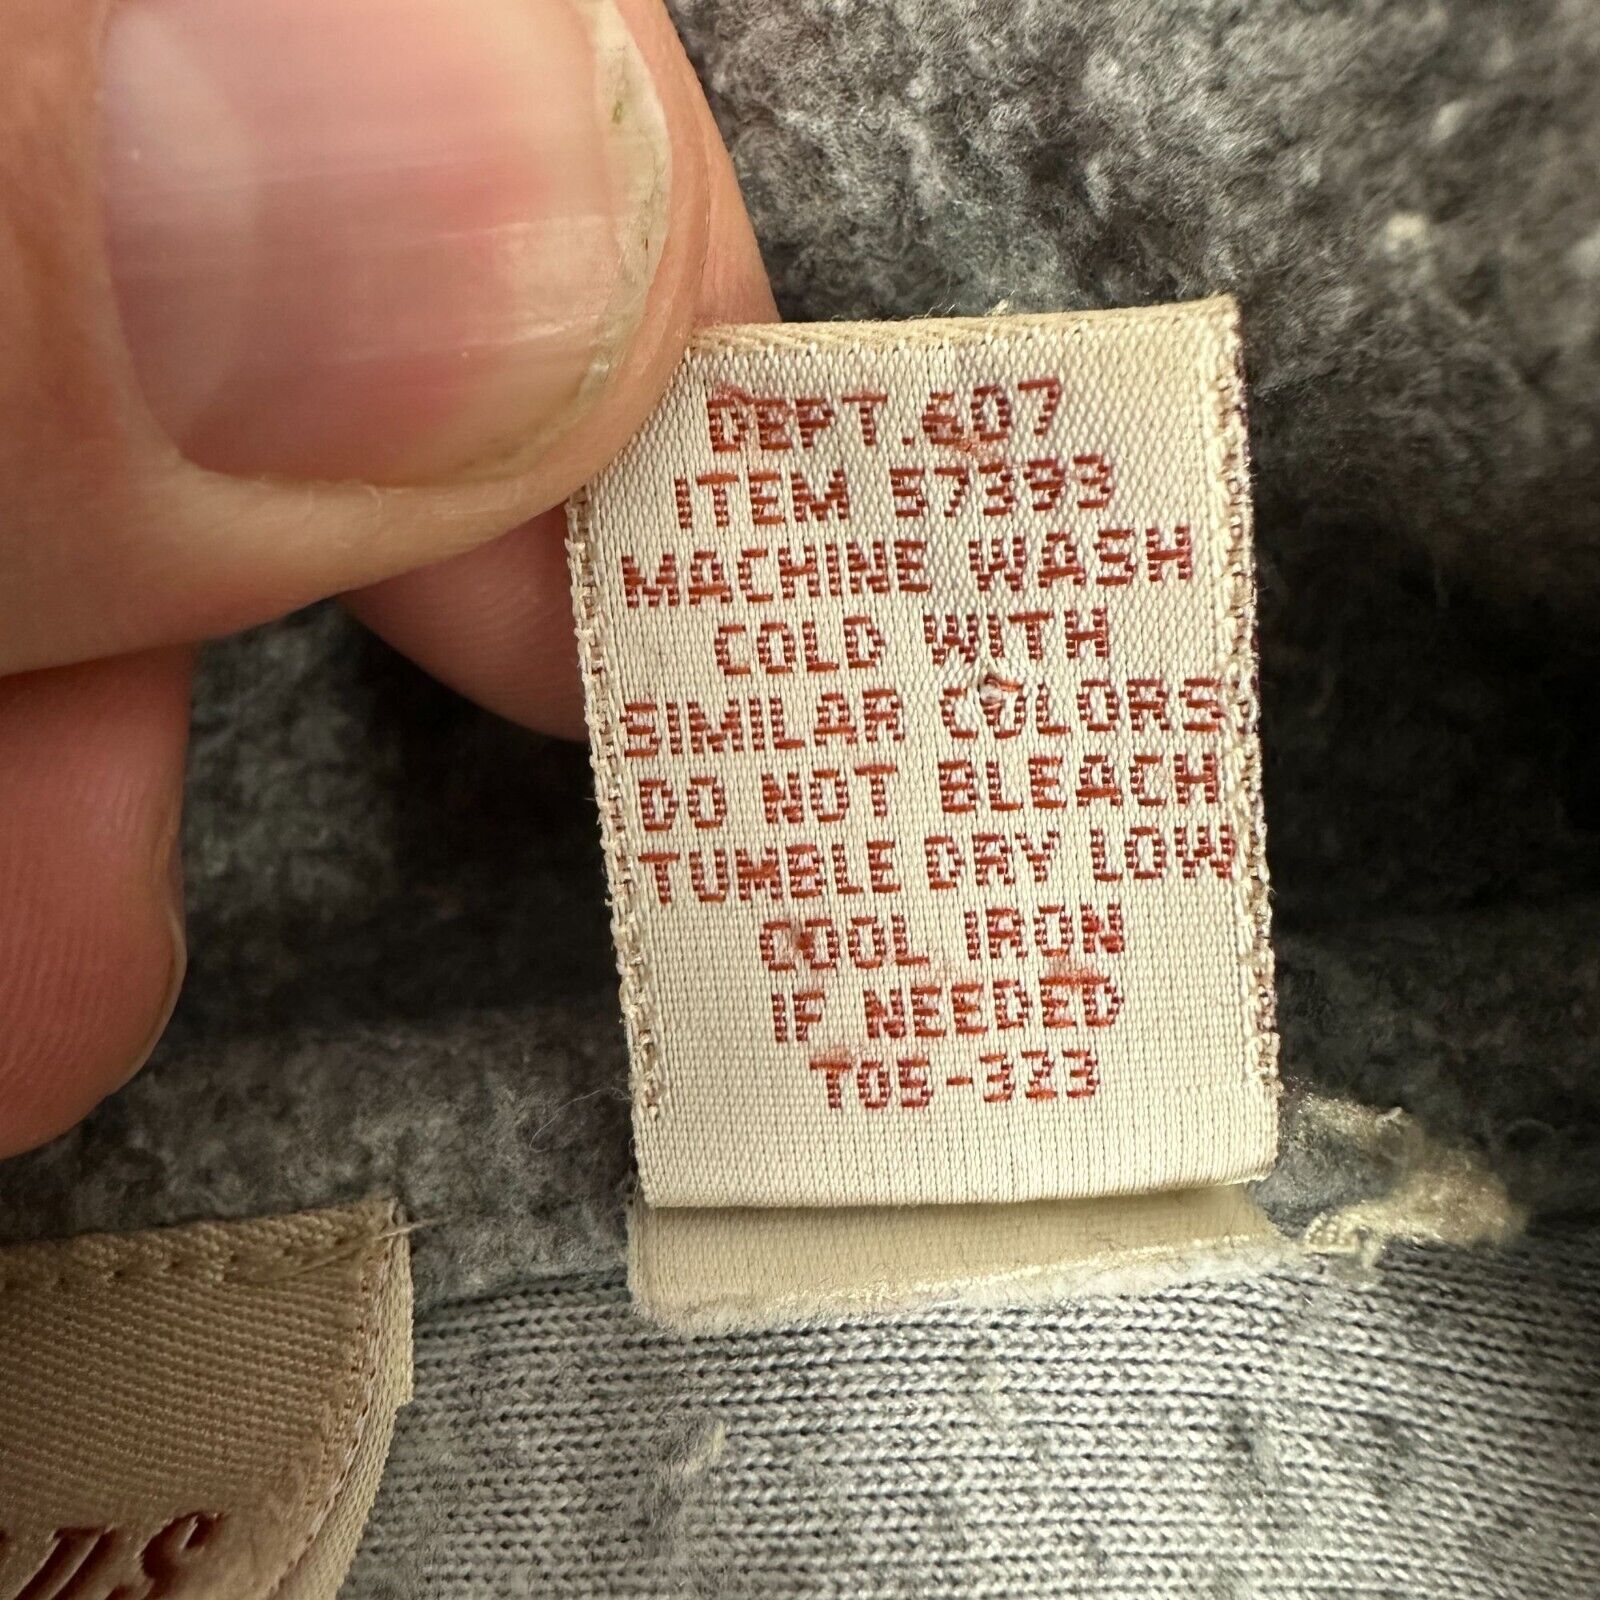 DEPT.607
ITEM 57393
MACHINE WASH
COLD WITH
SIMILAR COLORS
DO NOT BLEACH
TUMBLE DRY LOW
COOL IRON
IF NEEDED
T05-323